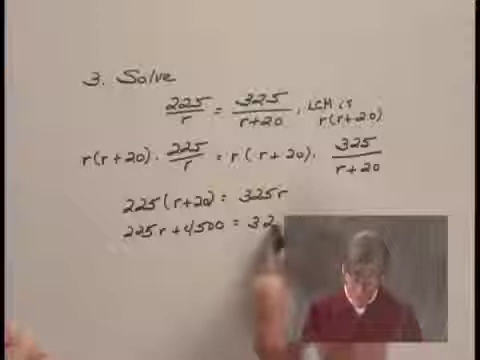 3. Solve
225/r = 325/r+20, LCM is r(r+20)
r(r+20) · 225/r = r(r+20) · 325/r+20
225(r+20) = 325r
225r+4500 = 32